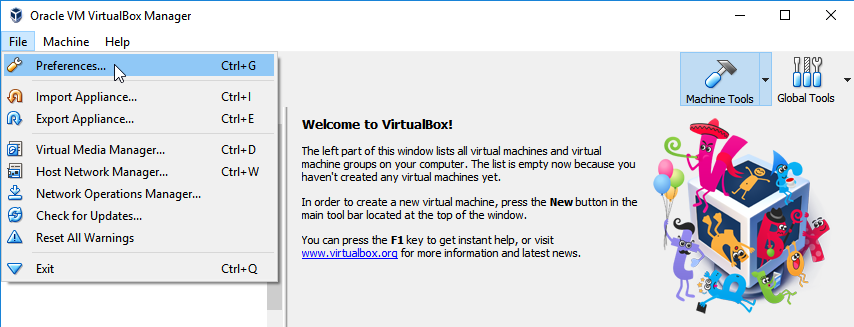 Oracle VM VirtualBox Manager
File Machine Help
Preferences... Ctrl+G
Import Appliance... Ctrl+I
Export Appliance... Ctrl+E
Virtual Media Manager... Ctrl+D
Host Network Manager... Ctrl+W
Network Operations Manager...
Check for Updates...
Reset All Warnings
Exit Ctrl+Q
Machine Tools
Global Tools
Welcome to VirtualBox!
The left part of this window lists all virtual machines and virtual
machine groups on your computer. The list is empty now because you
haven't created any virtual machines yet.
In order to create a new virtual machine, press the New button in the
main tool bar located at the top of the window.
You can press the F1 key to get instant help, or visit
www.virtualbox.org for more information and latest news.